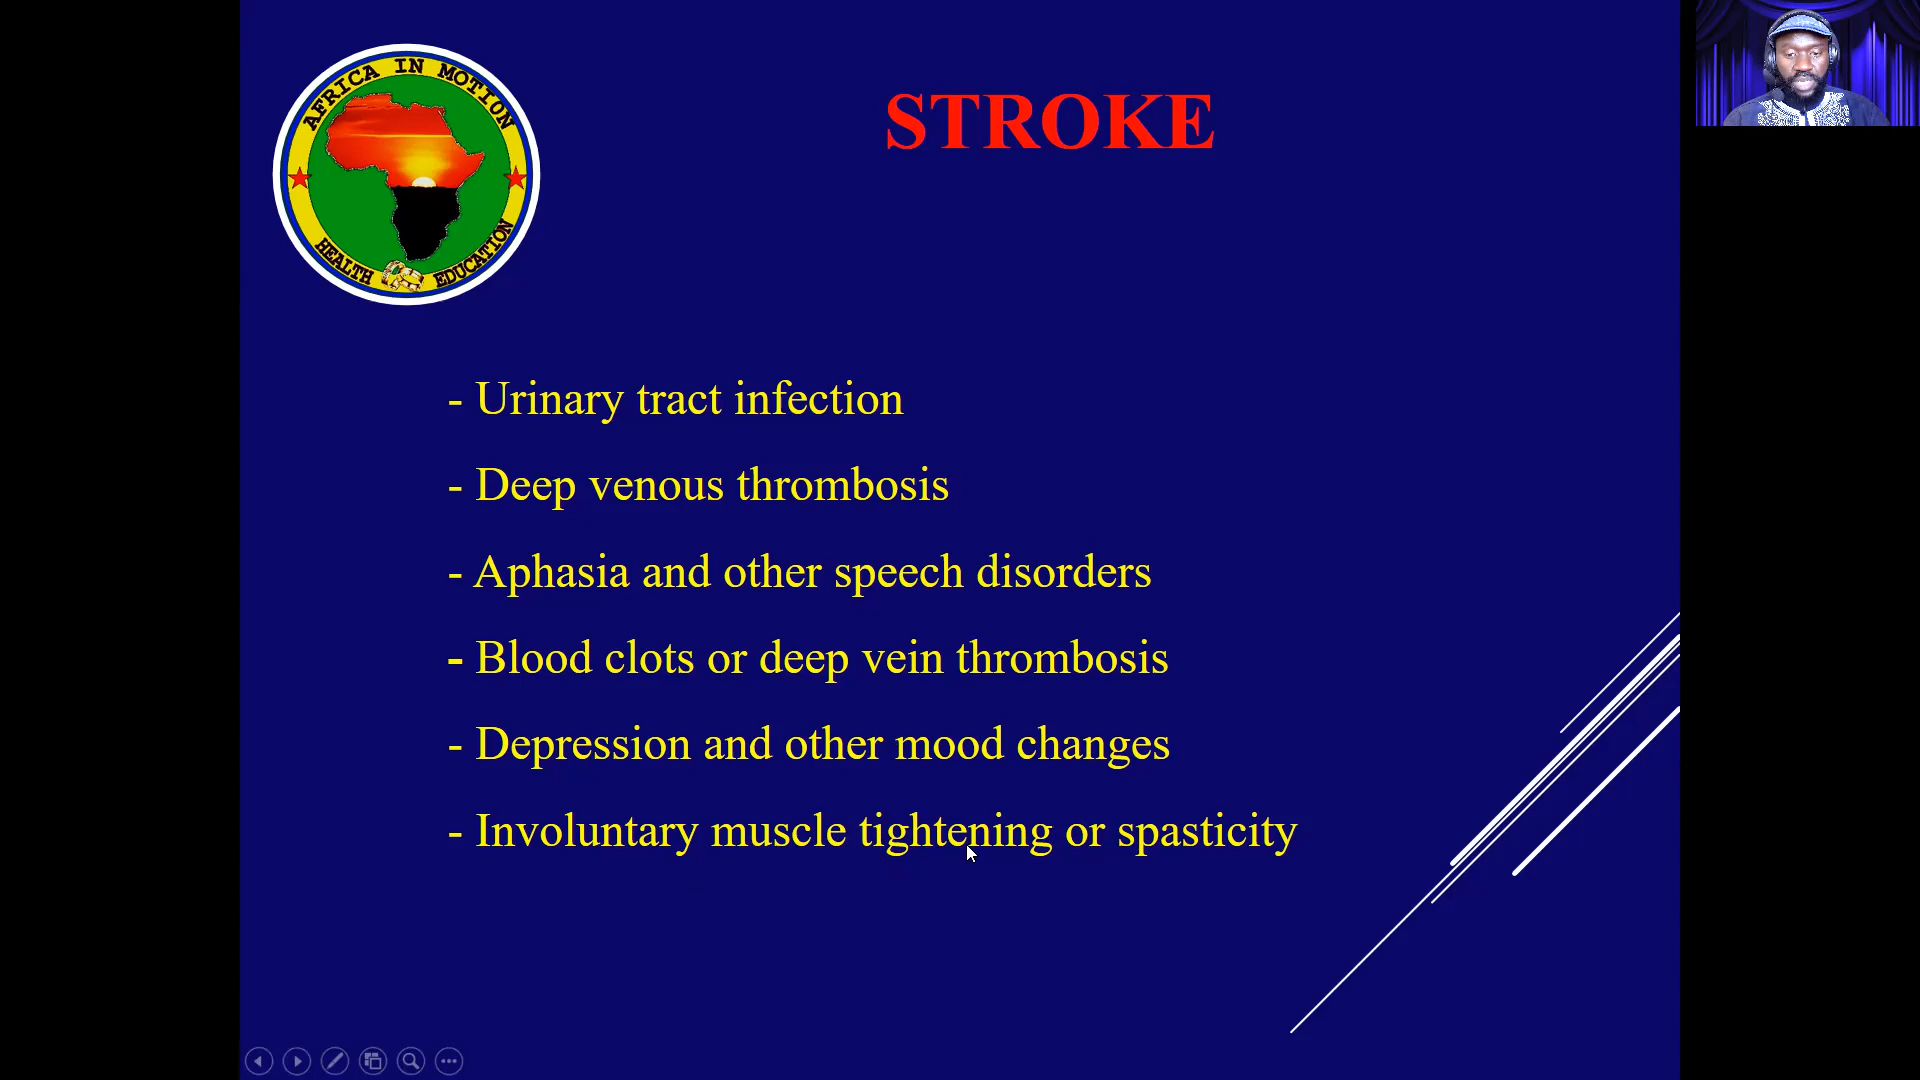 AFRICA IN MOTION
HEALTH EDUCATION
STROKE
- Urinary tract infection
- Deep venous thrombosis
- Aphasia and other speech disorders
- Blood clots or deep vein thrombosis
- Depression and other mood changes
- Involuntary muscle tightening or spasticity